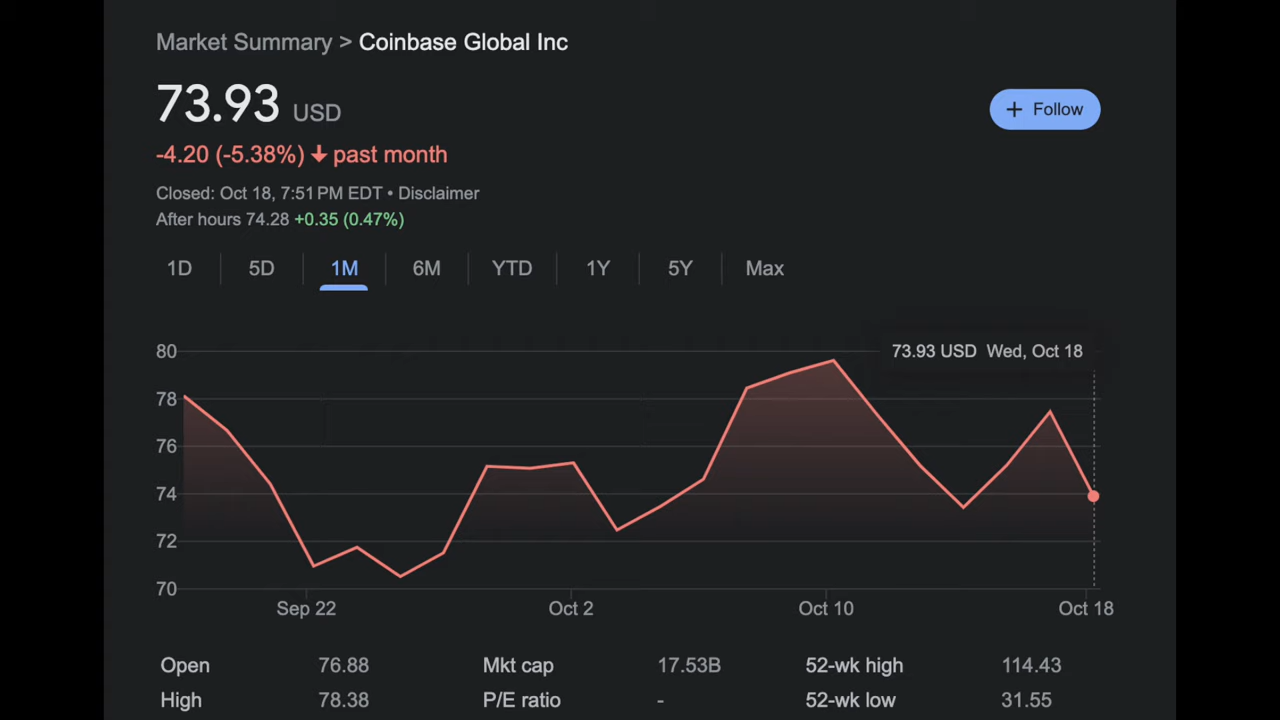 Market Summary > Coinbase Global Inc
73.93 USD
+ Follow
-4.20 (-5.38%) ↓ past month
Closed: Oct 18, 7:51 PM EDT • Disclaimer
After hours 74.28 +0.35 (0.47%)
1D 5D 1M 6M YTD 1Y 5Y Max
73.93 USD Wed, Oct 18
80
78
76
74
72
70
Sep 22 Oct 2 Oct 10 Oct 18
Open 76.88 Mkt cap 17.53B 52-wk high 114.43
High 78.38 P/E ratio - 52-wk low 31.55